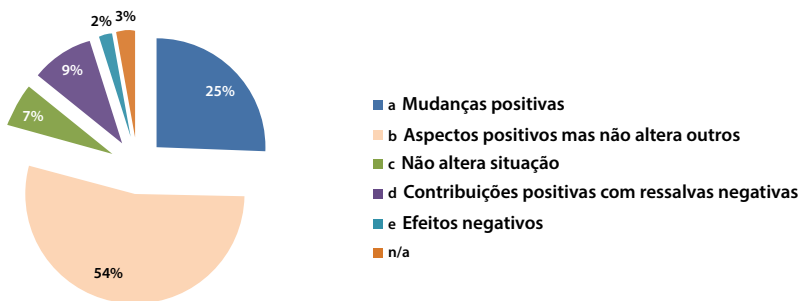 2% 3%
9%
25%
7%
54%
a Mudanças positivas
b Aspectos positivos mas não altera outros
c Não altera situação
d Contribuições positivas com ressalvas negativas
e Efeitos negativos
n/a